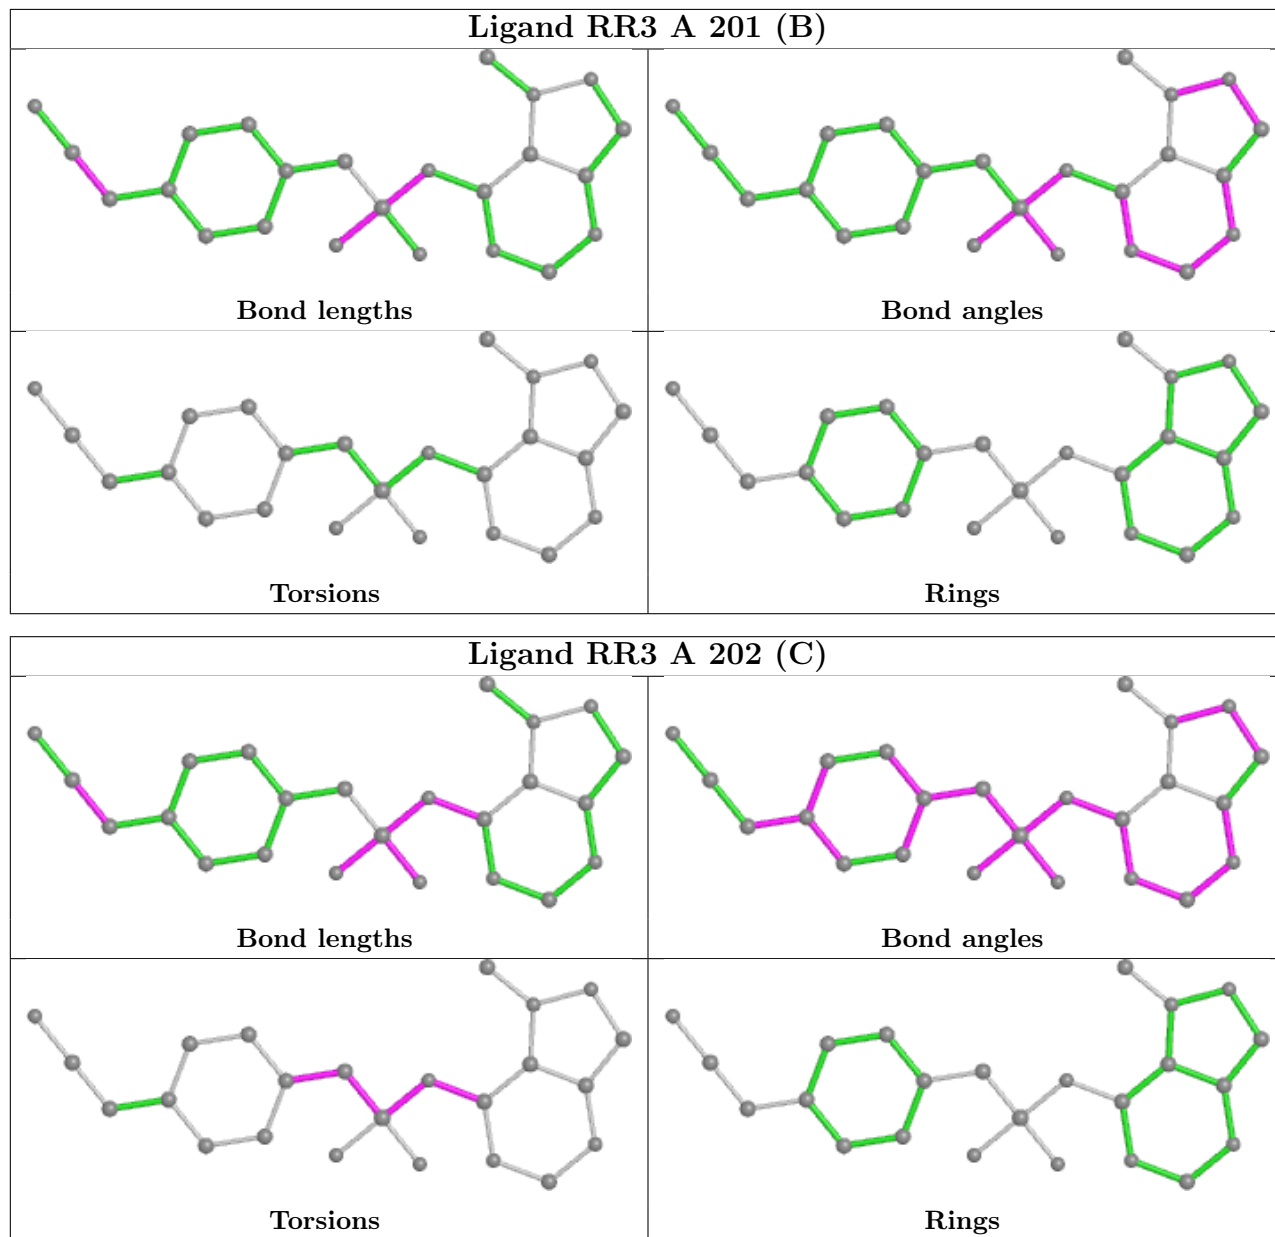 Ligand RR3 A 201 (B)
Bond lengths
Bond angles
Torsions
Rings
Ligand RR3 A 202 (C)
Bond lengths
Bond angles
Torsions
Rings